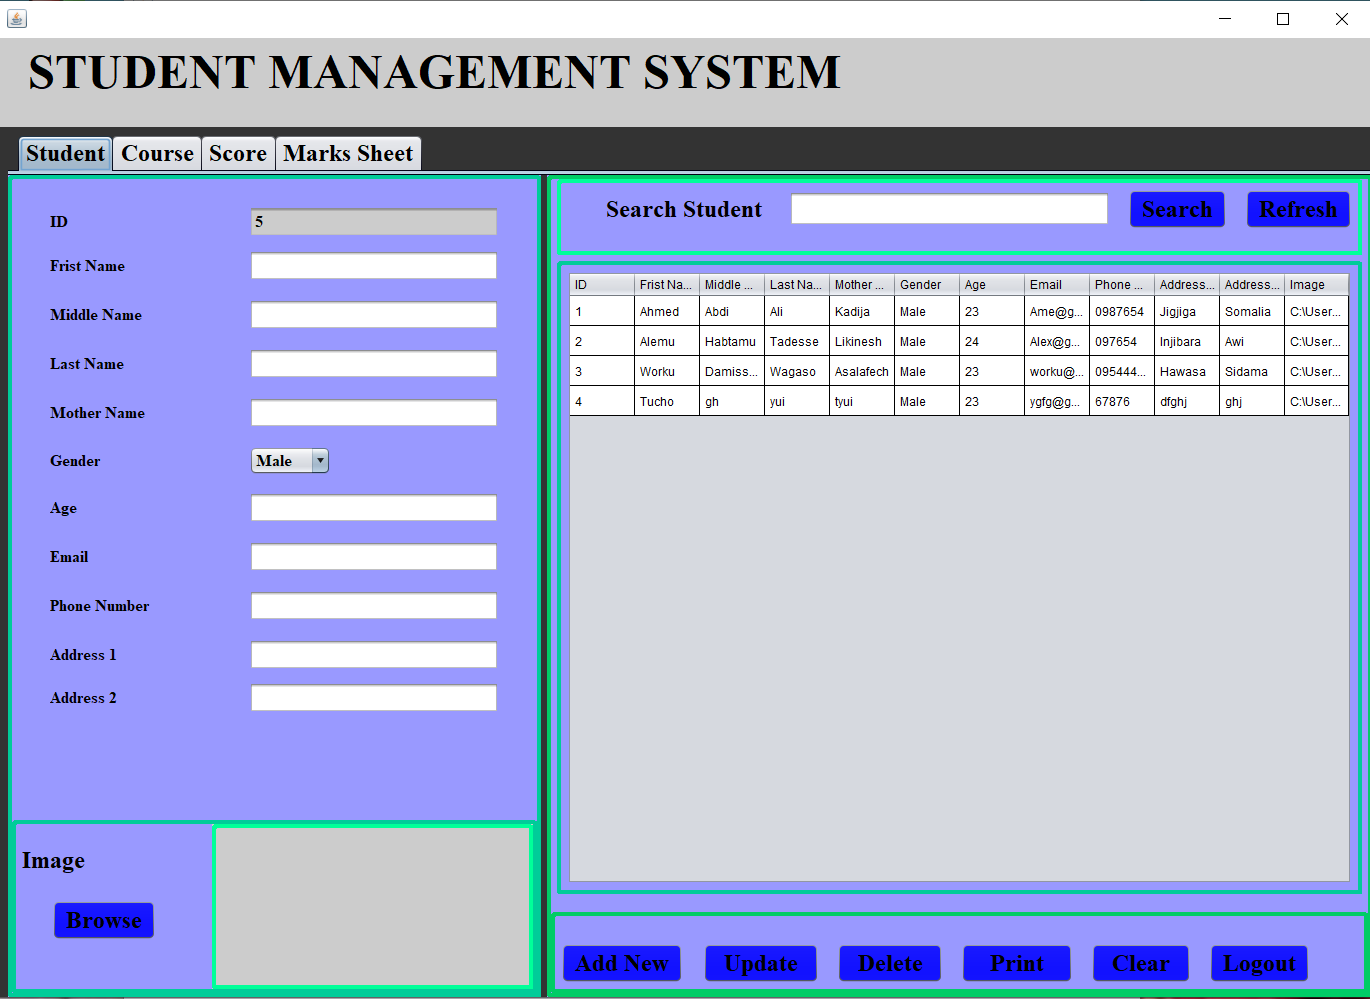 STUDENT MANAGEMENT SYSTEM
Student Course Score Marks Sheet
ID 5
Frist Name
Middle Name
Last Name
Mother Name
Gender Male
Age
Email
Phone Number
Address 1
Address 2
Image
Browse
Search Student Search Refresh
ID Frist Na... Middle ... Last Na... Mother ... Gender Age Email Phone ... Address... Address... Image
1 Ahmed Abdi Ali Kadija Male 23 Ame@g... 0987654 Jigjiga Somalia C:\User...
2 Alemu Habtamu Tadesse Likinesh Male 24 Alex@g... 097654 Injibara Awi C:\User...
3 Worku Damiss... Wagaso Asalafech Male 23 worku@... 095444... Hawasa Sidama C:\User...
4 Tucho gh yui tyui Male 23 ygfg@g... 67876 dfghj ghj C:\User...
Add New Update Delete Print Clear Logout